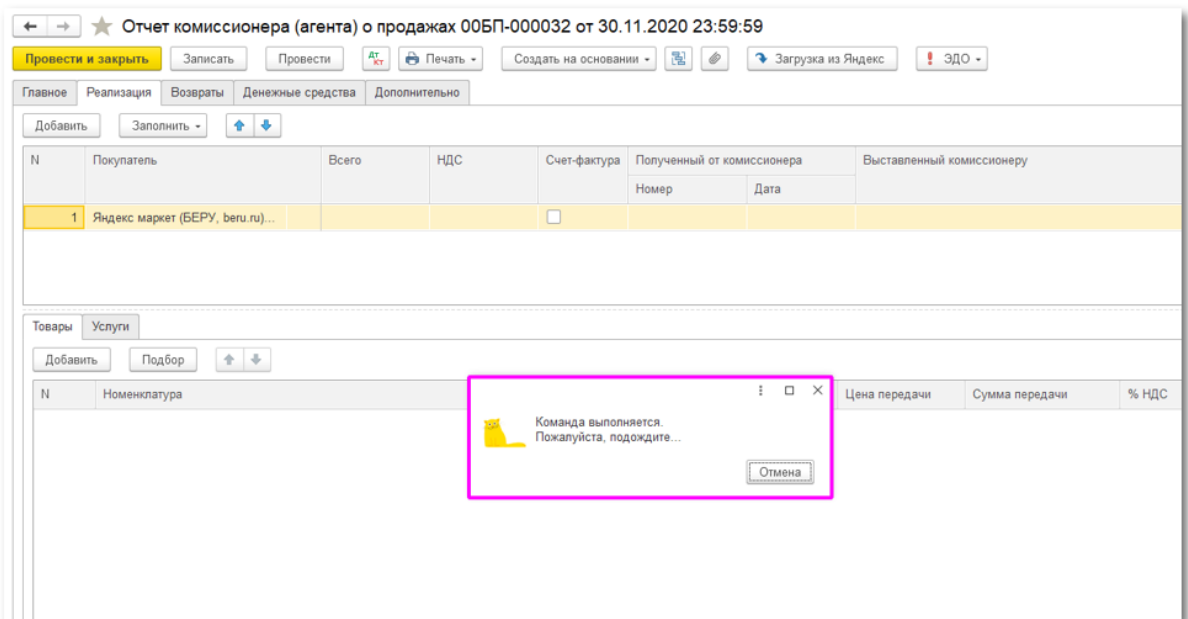 Отчет комиссионера (агента) о продажах 00БП-000032 от 30.11.2020 23:59:59
Провести и закрыть Записать Провести Дт Кт Печать Создать на основании Загрузка из Яндекс ЭДО
Главное Реализация Возвраты Денежные средства Дополнительно
Добавить Заполнить
N Покупатель Всего НДС Счет-фактура Полученный от комиссионера Выставленный комиссионеру
Номер Дата
1 Яндекс маркет (БЕРУ, beru.ru)...
Товары Услуги
Добавить Подбор
N Номенклатура Цена передачи Сумма передачи % НДС
Команда выполняется.
Пожалуйста, подождите...
Отмена